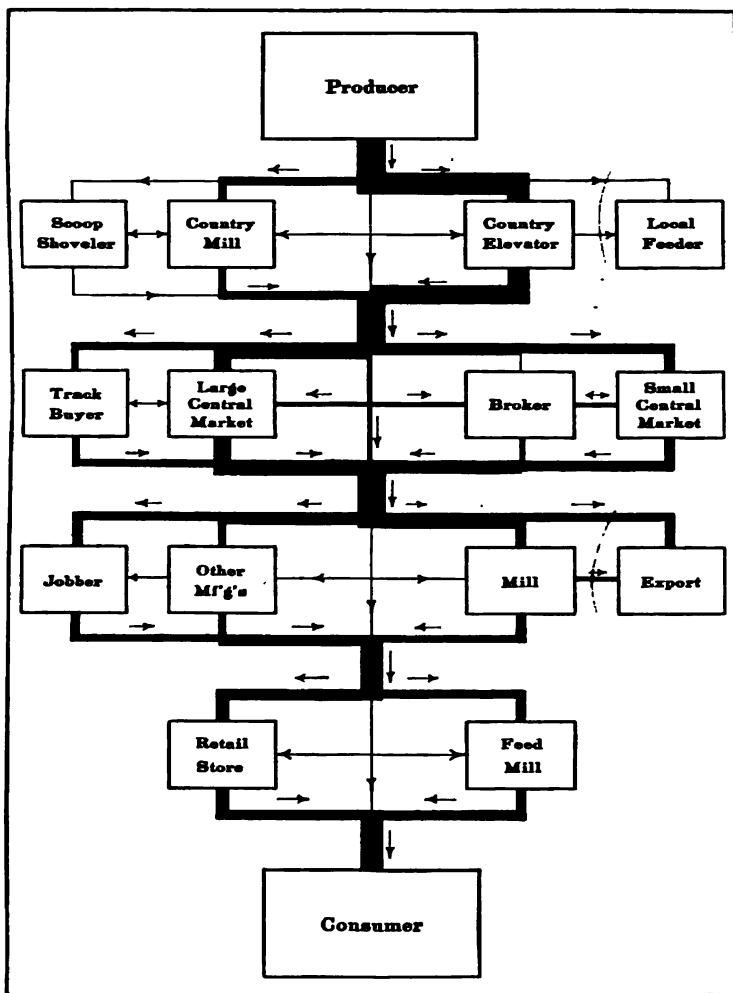 Producer
Scoop
Shoveler
Country
Mill
Country
Elevator
Local
Feeder
Track
Buyer
Large
Central
Market
Broker
Small
Central
Market
Jobber
Other
Mf'g's
Mill
Export
Retail
Store
Feed
Mill
Consumer